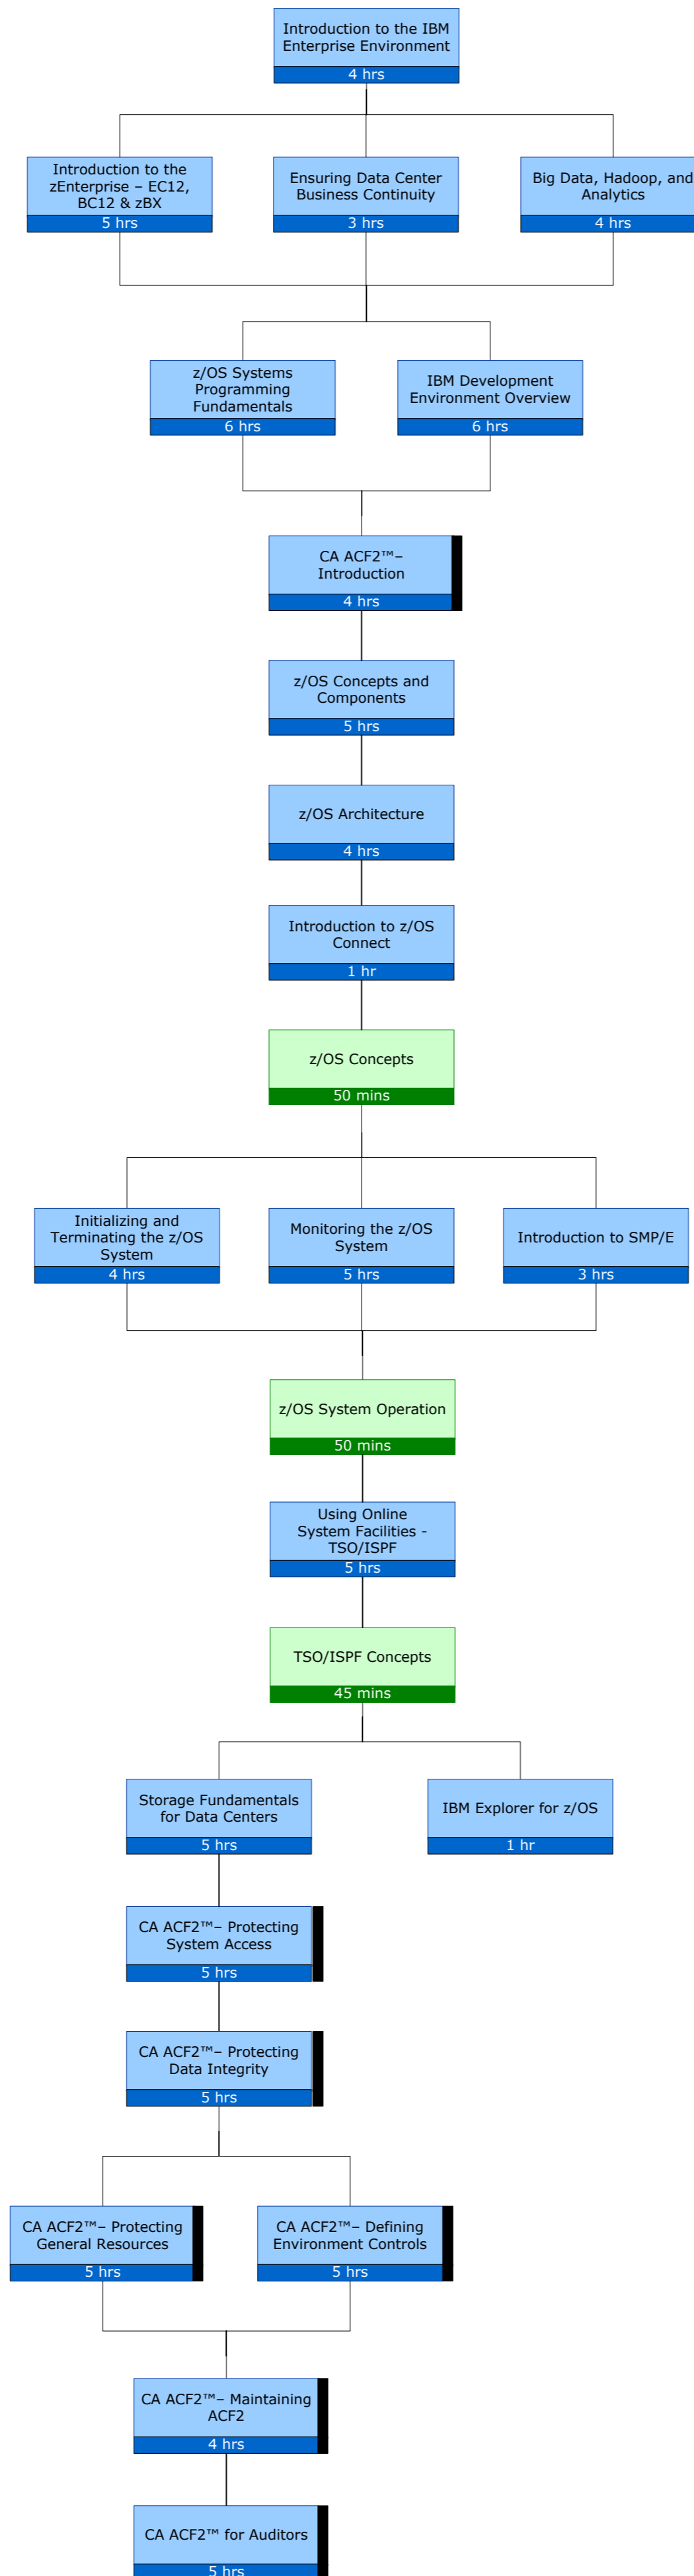 Introduction to the IBM
Enterprise Environment
4 hrs
Introduction to the
zEnterprise – EC12,
BC12 & zBX
5 hrs
Ensuring Data Center
Business Continuity
3 hrs
Big Data, Hadoop, and
Analytics
4 hrs
z/OS Systems
Programming
Fundamentals
6 hrs
IBM Development
Environment Overview
6 hrs
CA ACF2™–
Introduction
4 hrs
z/OS Concepts and
Components
5 hrs
z/OS Architecture
4 hrs
Introduction to z/OS
Connect
1 hr
z/OS Concepts
50 mins
Initializing and
Terminating the z/OS
System
4 hrs
Monitoring the z/OS
System
5 hrs
Introduction to SMP/E
3 hrs
z/OS System Operation
50 mins
Using Online
System Facilities -
TSO/ISPF
5 hrs
TSO/ISPF Concepts
45 mins
Storage Fundamentals
for Data Centers
5 hrs
IBM Explorer for z/OS
1 hr
CA ACF2™– Protecting
System Access
5 hrs
CA ACF2™– Protecting
Data Integrity
5 hrs
CA ACF2™– Protecting
General Resources
5 hrs
CA ACF2™– Defining
Environment Controls
5 hrs
CA ACF2™– Maintaining
ACF2
4 hrs
CA ACF2™ for Auditors
5 hrs